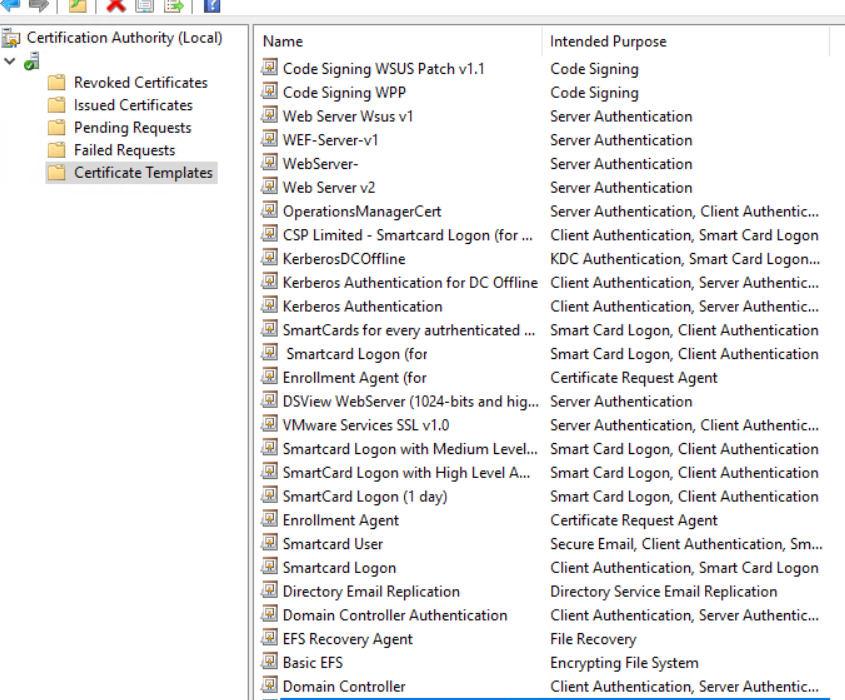 Certification Authority (Local)
Revoked Certificates
Issued Certificates
Pending Requests
Failed Requests
Certificate Templates
Name Intended Purpose
Code Signing WSUS Patch v1.1 Code Signing
Code Signing WPP Code Signing
Web Server Wsus v1 Server Authentication
WEF-Server-v1 Server Authentication
WebServer- Server Authentication
Web Server v2 Server Authentication
OperationsManagerCert Server Authentication, Client Authentic...
CSP Limited - Smartcard Logon (for ... Client Authentication, Smart Card Logon
KerberosDCOffline KDC Authentication, Smart Card Logon...
Kerberos Authentication for DC Offline Client Authentication, Server Authentic...
Kerberos Authentication Client Authentication, Server Authentic...
SmartCards for every autrhenticated ... Smart Card Logon, Client Authentication
Smartcard Logon (for Smart Card Logon, Client Authentication
Enrollment Agent (for Certificate Request Agent
DSView WebServer (1024-bits and hig... Server Authentication
VMware Services SSL v1.0 Server Authentication, Client Authentic...
Smartcard Logon with Medium Level... Smart Card Logon, Client Authentication
SmartCard Logon with High Level A... Smart Card Logon, Client Authentication
SmartCard Logon (1 day) Smart Card Logon, Client Authentication
Enrollment Agent Certificate Request Agent
Smartcard User Secure Email, Client Authentication, Sm...
Smartcard Logon Client Authentication, Smart Card Logon
Directory Email Replication Directory Service Email Replication
Domain Controller Authentication Client Authentication, Server Authentic...
EFS Recovery Agent File Recovery
Basic EFS Encrypting File System
Domain Controller Client Authentication, Server Authentic...